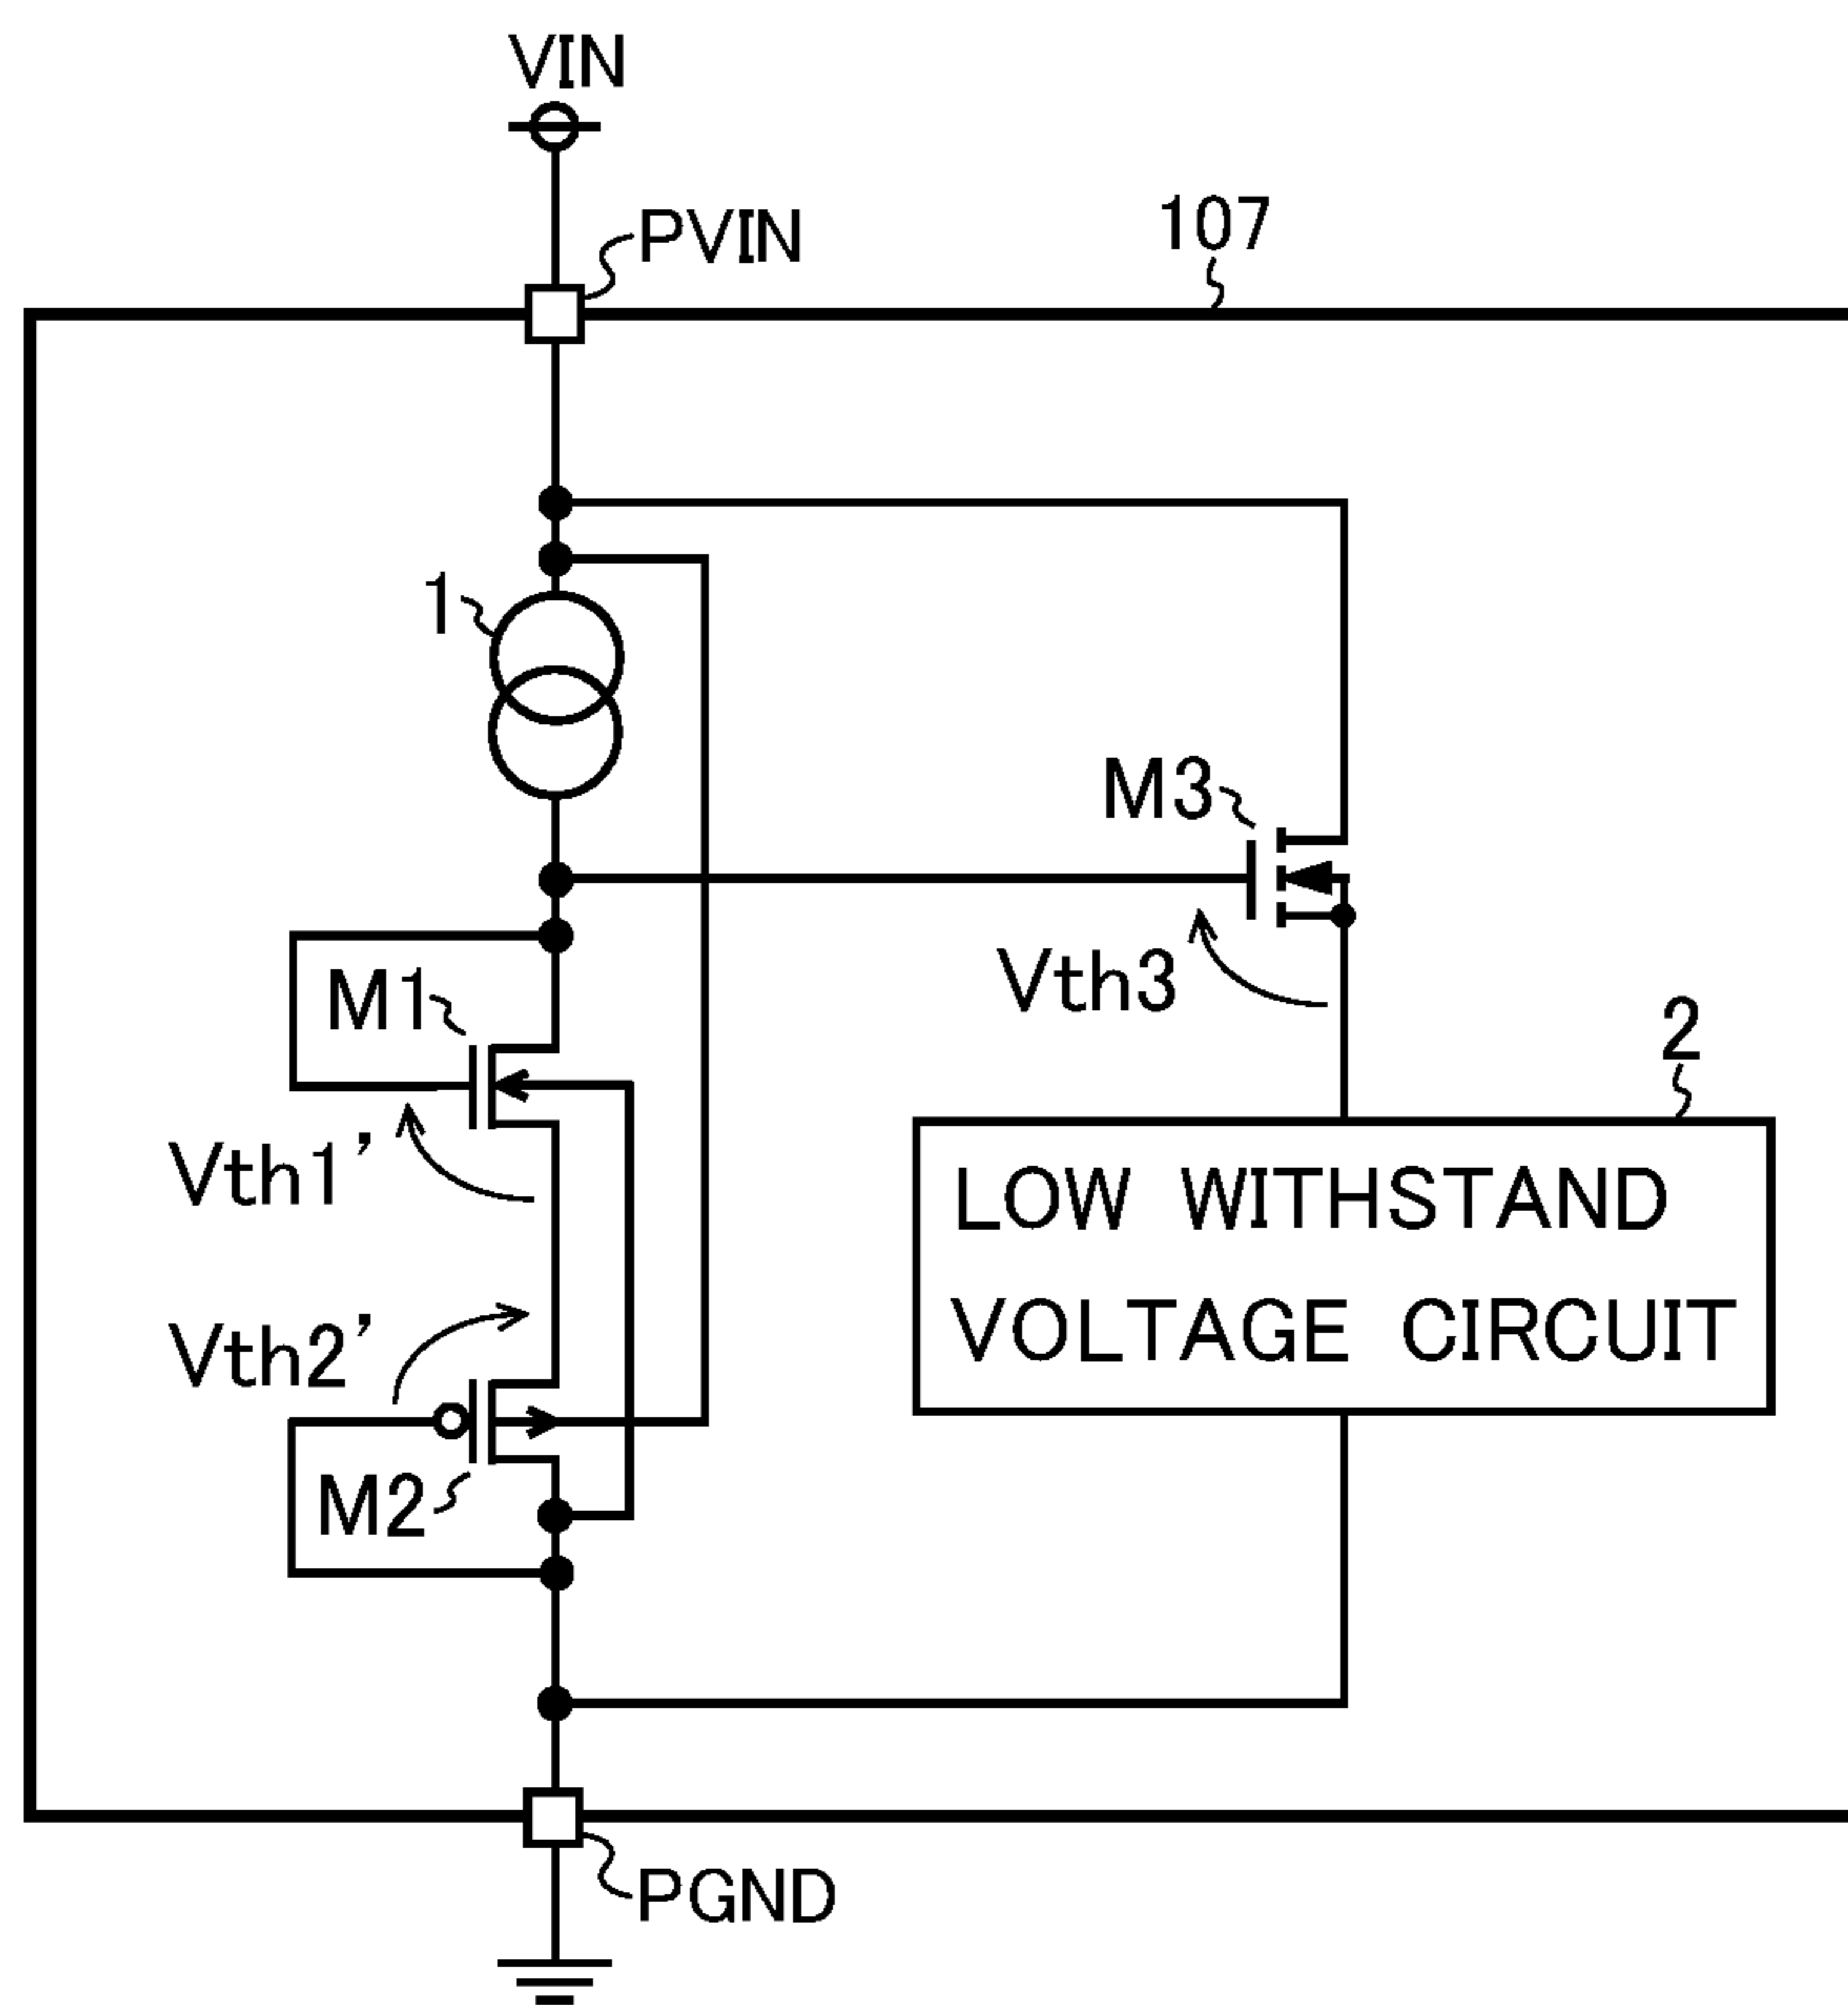 VIN
PVIN
107
1
M3
Vth3
M1
2
Vth1'
LOW WITHSTAND
VOLTAGE CIRCUIT
Vth2'
M2
PGND